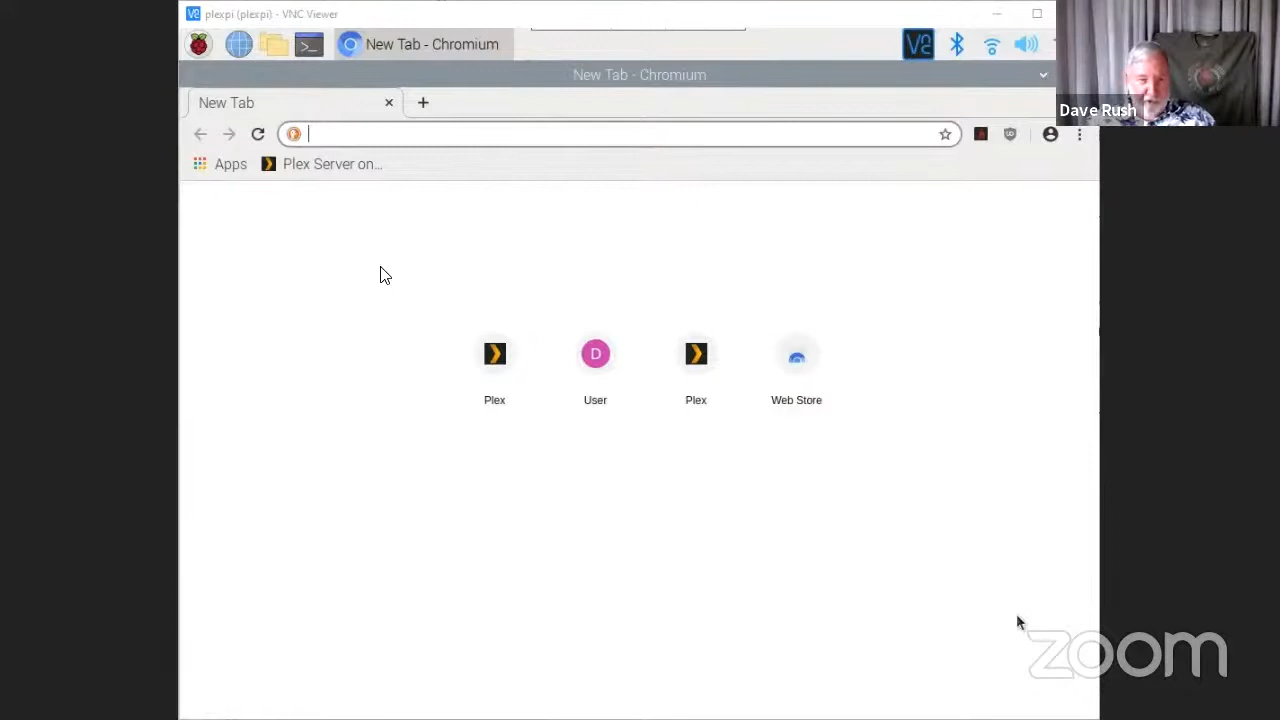 plexpi (plexpi) - VNC Viewer
New Tab - Chromium
New Tab - Chromium
New Tab
Dave Rush
Apps
Plex Server on...
D
Plex
User
Plex
Web Store
zoom